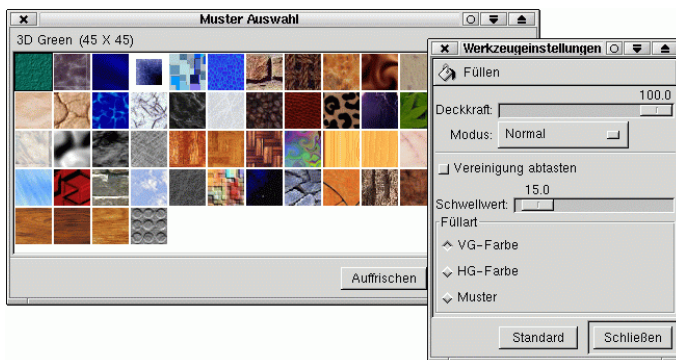 Muster Auswahl
3D Green (45 X 45)
Auffrischen
Werkzeugeinstellungen
Füllen
100.0
Deckkraft:
Modus: Normal
Vereinigung abtasten
15.0
Schwellwert:
Füllart
VG-Farbe
HG-Farbe
Muster
Standard Schließen